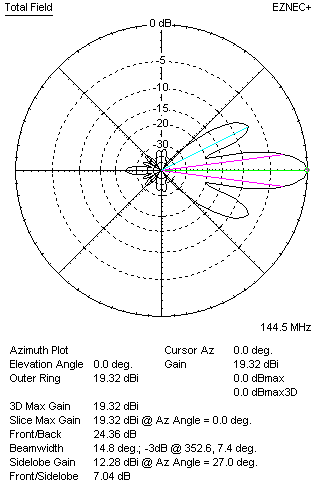 Total Field
EZNEC+
0 dB
-5
-10
-15
-20
-30
144.5 MHz
Azimuth Plot
Cursor Az 0.0 deg.
Elevation Angle 0.0 deg.
Gain 19.32 dBi
Outer Ring 19.32 dBi
0.0 dBmax
0.0 dBmax3D
3D Max Gain 19.32 dBi
Slice Max Gain 19.32 dBi @ Az Angle = 0.0 deg.
Front/Back 24.36 dB
Beamwidth 14.8 deg.; -3dB @ 352.6, 7.4 deg.
Sidelobe Gain 12.28 dBi @ Az Angle = 27.0 deg.
Front/Sidelobe 7.04 dB